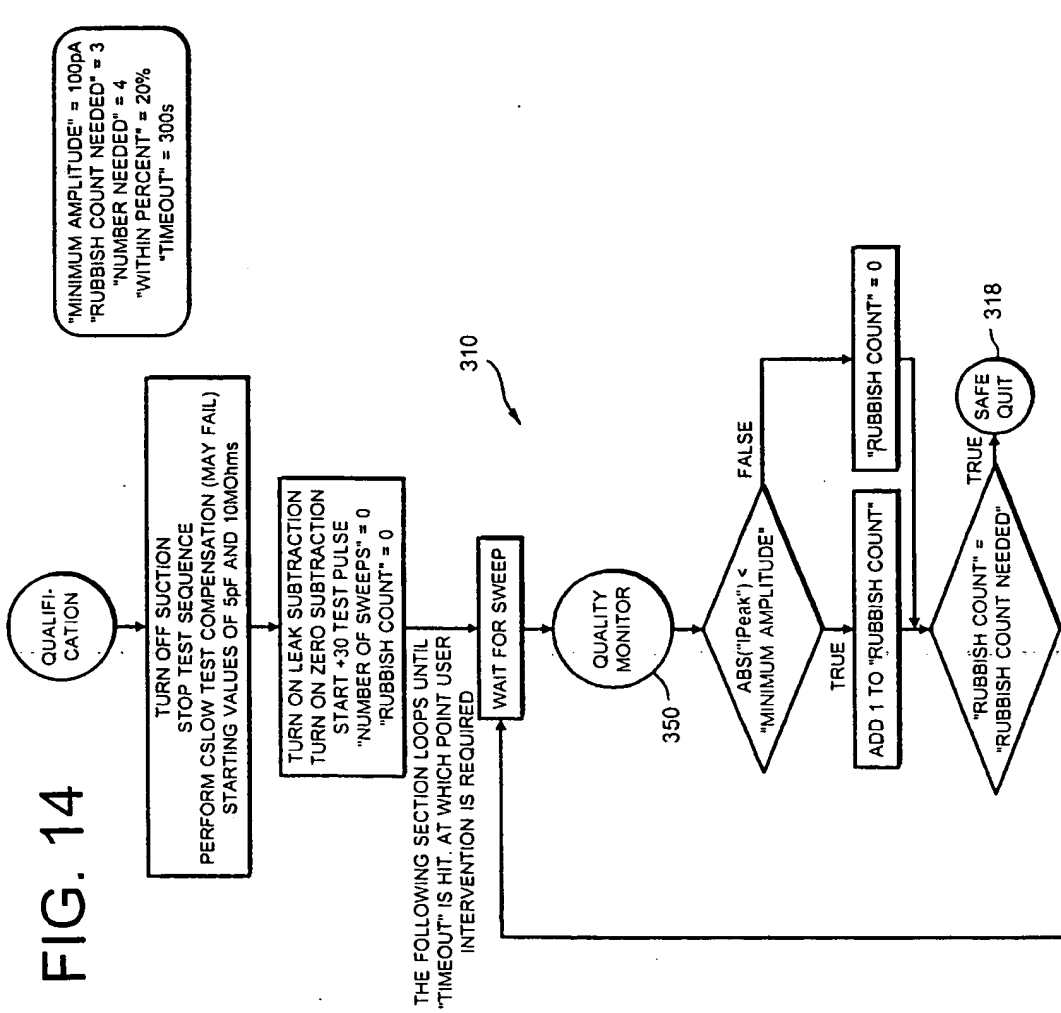 FIG. 14
QUALIFI-
CATION
"MINIMUM AMPLITUDE" = 100pA
"RUBBISH COUNT NEEDED" = 3
"NUMBER NEEDED" = 4
"WITHIN PERCENT" = 20%
"TIMEOUT" = 300s
TURN OFF SUCTION
STOP TEST SEQUENCE
PERFORM CSLOW TEST COMPENSATION (MAY FAIL)
STARTING VALUES OF 5pF AND 10MOhms
TURN ON LEAK SUBTRACTION
TURN ON ZERO SUBTRACTION
START +30 TEST PULSE
"NUMBER OF SWEEPS" = 0
"RUBBISH COUNT" = 0
THE FOLLOWING SECTION LOOPS UNTIL
"TIMEOUT" IS HIT. AT WHICH POINT USER
INTERVENTION IS REQUIRED
310
WAIT FOR SWEEP
QUALITY
MONITOR
350
ABS("IPeak") <
"MINIMUM AMPLITUDE"
FALSE
TRUE
ADD 1 TO "RUBBISH COUNT"
"RUBBISH COUNT" = 0
"RUBBISH COUNT" =
"RUBBISH COUNT NEEDED"
TRUE
SAFE
QUIT
318